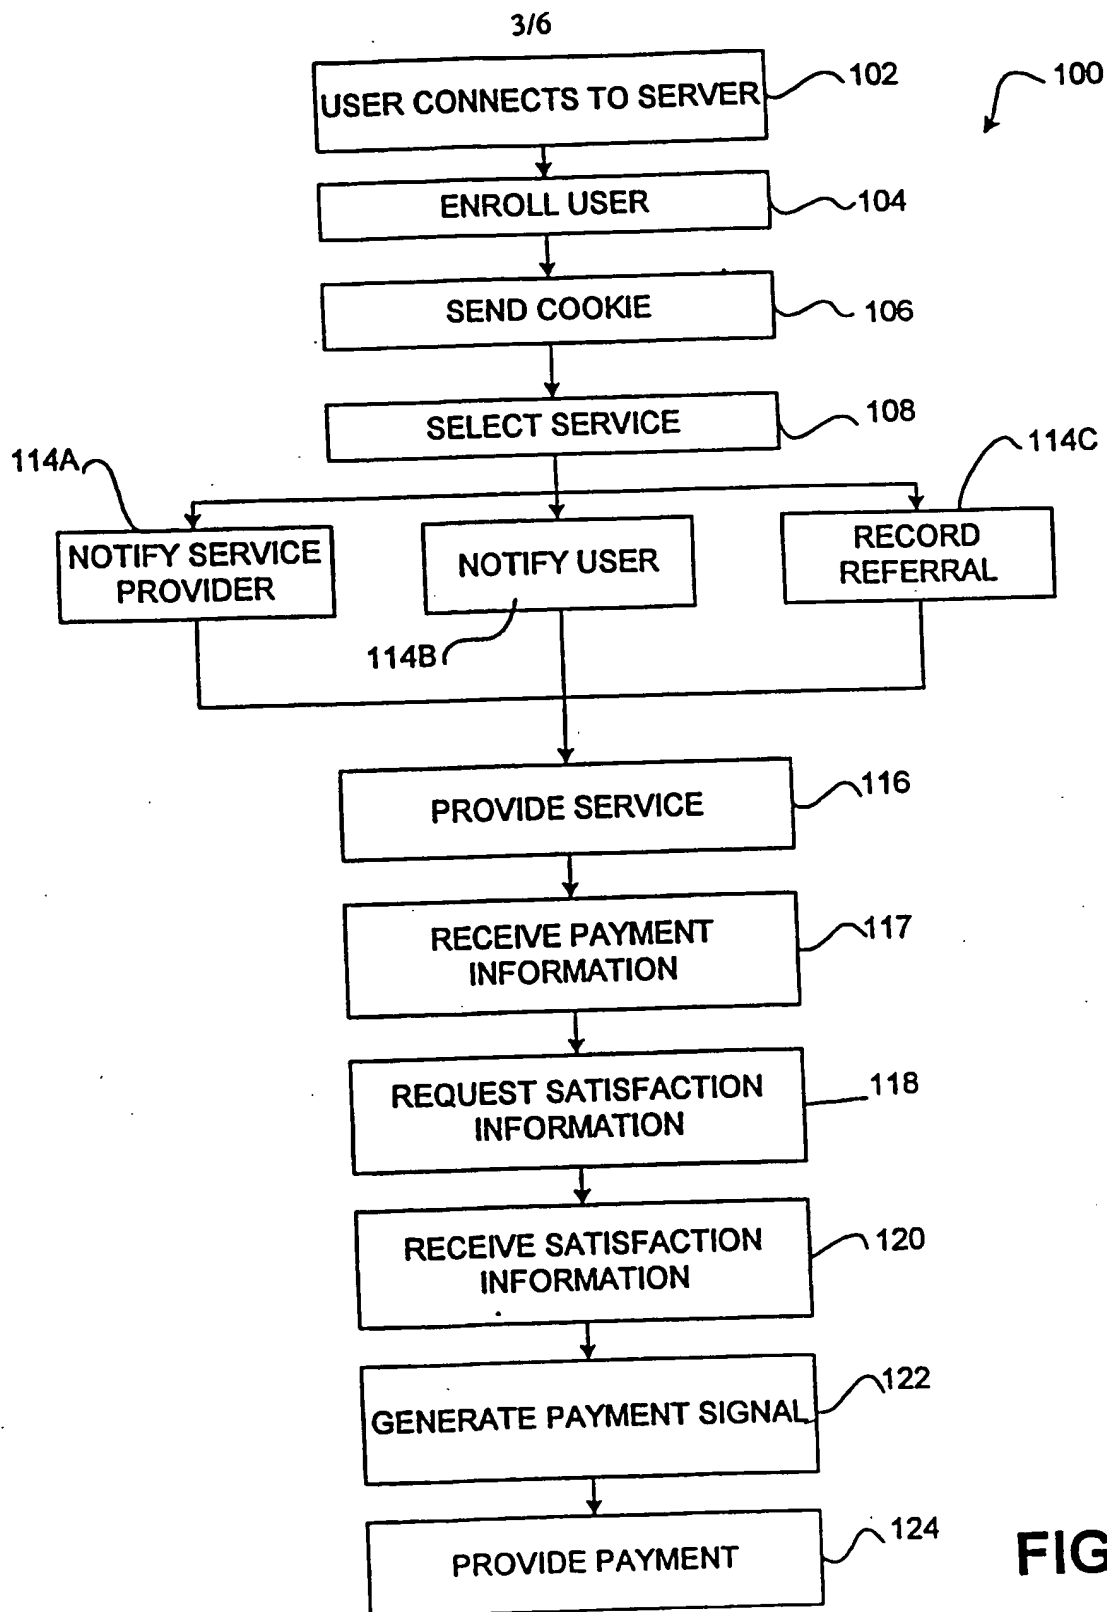 3/6
USER CONNECTS TO SERVER
102
100
ENROLL USER
104
SEND COOKIE
106
SELECT SERVICE
108
114A
114C
NOTIFY SERVICE
PROVIDER
NOTIFY USER
RECORD
REFERRAL
114B
PROVIDE SERVICE
116
RECEIVE PAYMENT
INFORMATION
117
REQUEST SATISFACTION
INFORMATION
118
RECEIVE SATISFACTION
INFORMATION
120
GENERATE PAYMENT SIGNAL
122
PROVIDE PAYMENT
124
FIG